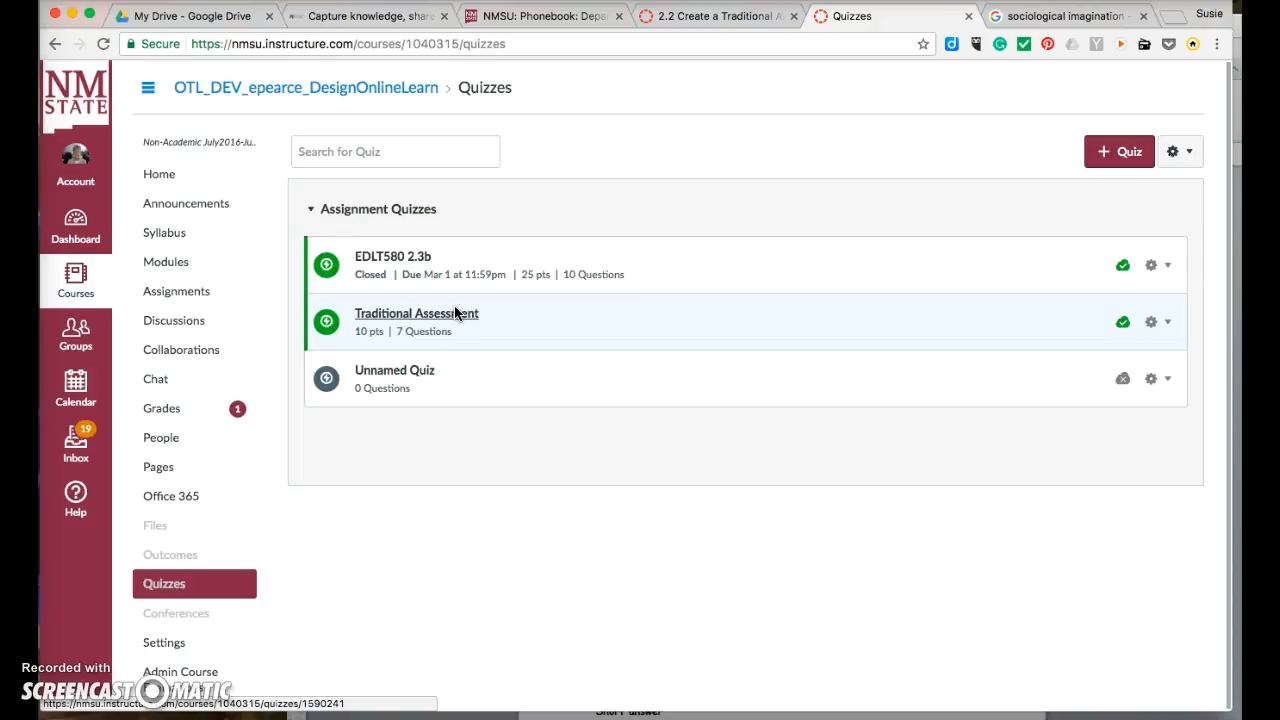 My Drive - Google Drive
Capture knowledge, share
NMSU: Phonebook: Depa
2.2 Create a Traditional A
Quizzes
sociological imagination -
Susie
Secure
https://nmsu.instructure.com/courses/1040315/quizzes
NM
STATE
Account
Dashboard
Courses
Groups
Calendar
19
Inbox
Help
OTL_DEV_epearce_DesignOnlineLearn > Quizzes
Non-Academic July2016-Ju..
Home
Announcements
Syllabus
Modules
Assignments
Discussions
Collaborations
Chat
Grades 1
People
Pages
Office 365
Files
Outcomes
Quizzes
Conferences
Settings
Admin Course
Search for Quiz
+ Quiz
Assignment Quizzes
EDLT580 2.3b
Closed | Due Mar 1 at 11:59pm | 25 pts | 10 Questions
Traditional Assessment
10 pts | 7 Questions
Unnamed Quiz
0 Questions
Recorded with
SCREENCAST-O-MATIC
https://nmsu.instructure.com/courses/1040315/quizzes/1590241